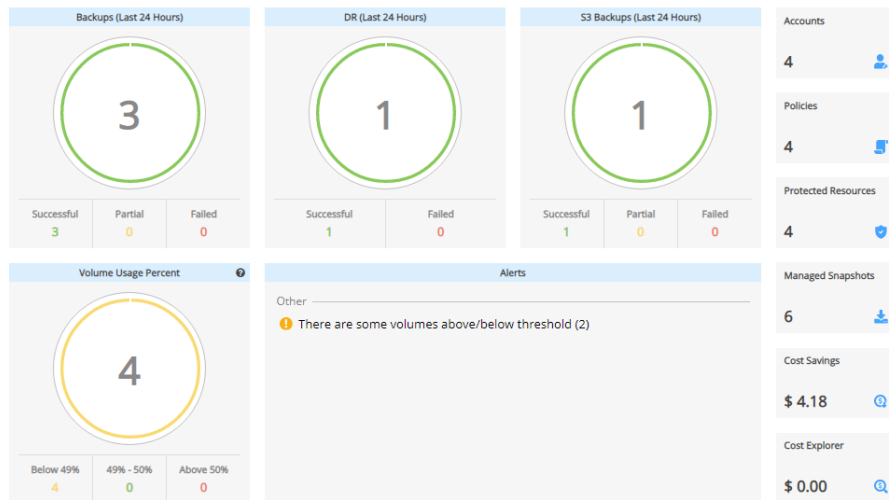 Backups (Last 24 Hours)
3
Successful Partial Failed
3 0 0
DR (Last 24 Hours)
1
Successful Failed
1 0
S3 Backups (Last 24 Hours)
1
Successful Partial Failed
1 0 0
Accounts
4
Policies
4
Protected Resources
4
Volume Usage Percent
4
Below 49% 49% - 50% Above 50%
4 0 0
Alerts
Other
There are some volumes above/below threshold (2)
Managed Snapshots
6
Cost Savings
$ 4.18
Cost Explorer
$ 0.00